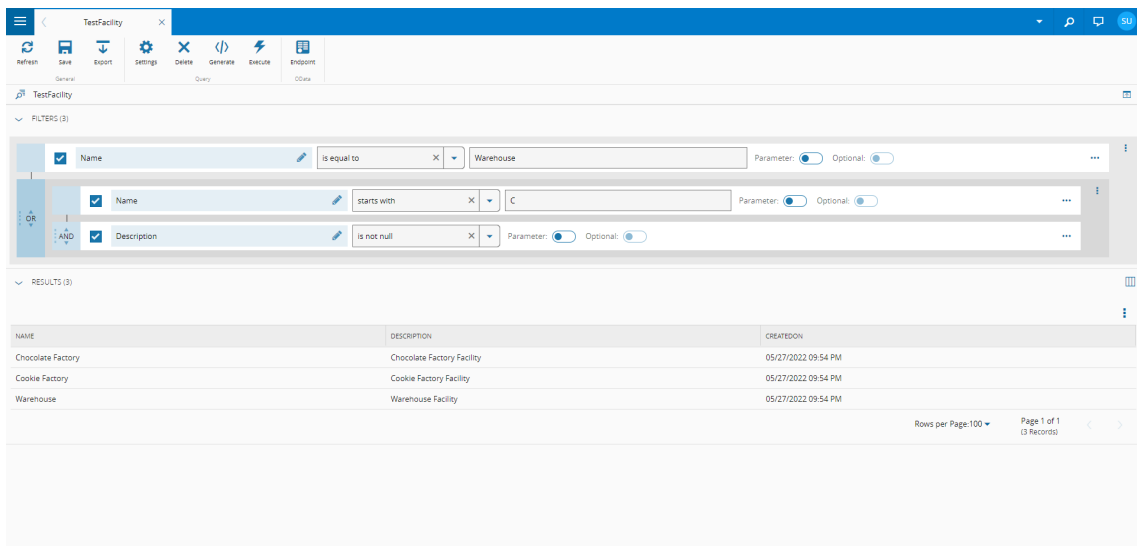 TestFacility
SU
Refresh Save Export Settings Delete Generate Execute Endpoint
General Query OData
TestFacility
FILTERS (3)
Name is equal to Warehouse Parameter: Optional:
OR
Name starts with C Parameter: Optional:
AND Description is not null Parameter: Optional:
RESULTS (3)
NAME DESCRIPTION CREATEDON
Chocolate Factory Chocolate Factory Facility 05/27/2022 09:54 PM
Cookie Factory Cookie Factory Facility 05/27/2022 09:54 PM
Warehouse Warehouse Facility 05/27/2022 09:54 PM
Rows per Page:100 Page 1 of 1
(3 Records)